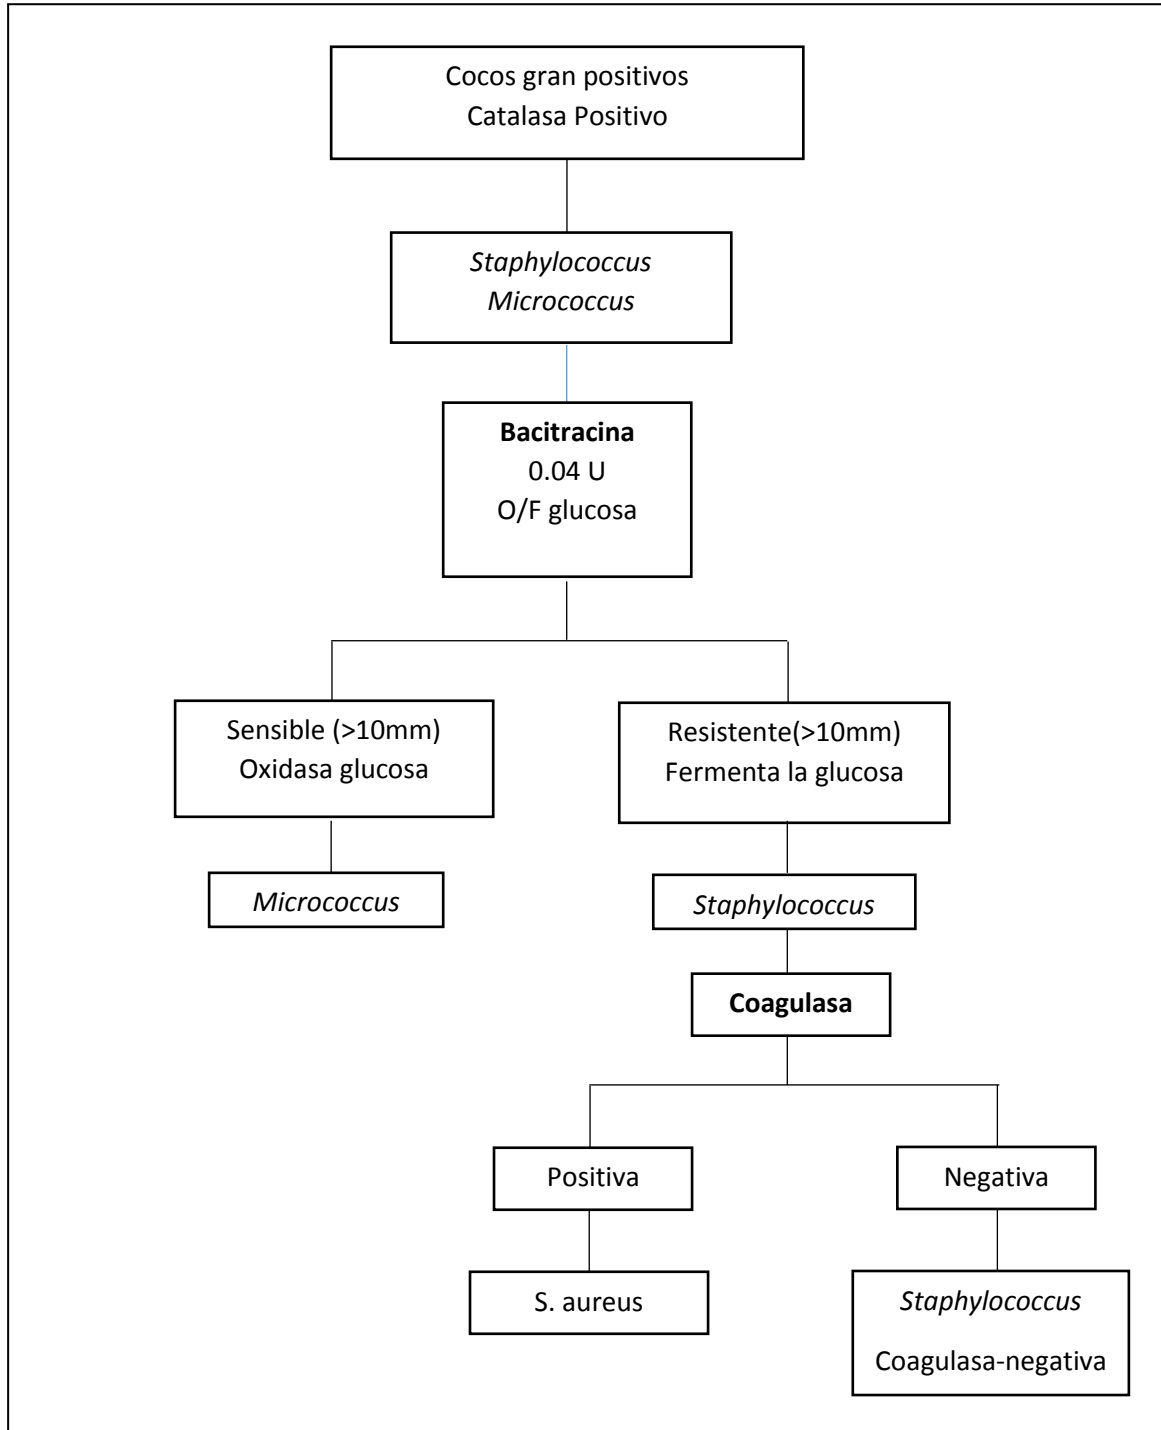 Cocos gran positivos
Catalasa Positivo
Staphylococcus
Micrococcus
Bacitracina
0.04 U
O/F glucosa
Sensible (>10mm)
Oxidasa glucosa
Resistente(>10mm)
Fermenta la glucosa
Micrococcus
Staphylococcus
Coagulasa
Positiva
Negativa
S. aureus
Staphylococcus
Coagulasa-negativa